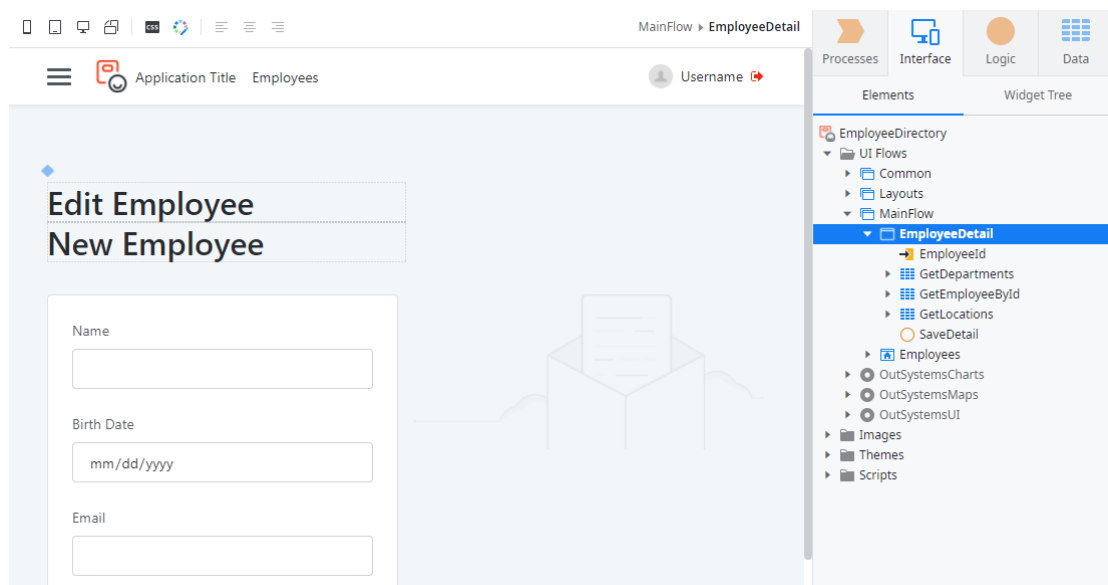 css
MainFlow ▸ EmployeeDetail
Application Title Employees Username
Edit Employee
New Employee
Name
Birth Date
mm/dd/yyyy
Email
Processes Interface Logic Data
Elements Widget Tree
EmployeeDirectory
UI Flows
Common
Layouts
MainFlow
EmployeeDetail
EmployeeId
GetDepartments
GetEmployeeById
GetLocations
SaveDetail
Employees
OutSystemsCharts
OutSystemsMaps
OutSystemsUI
Images
Themes
Scripts